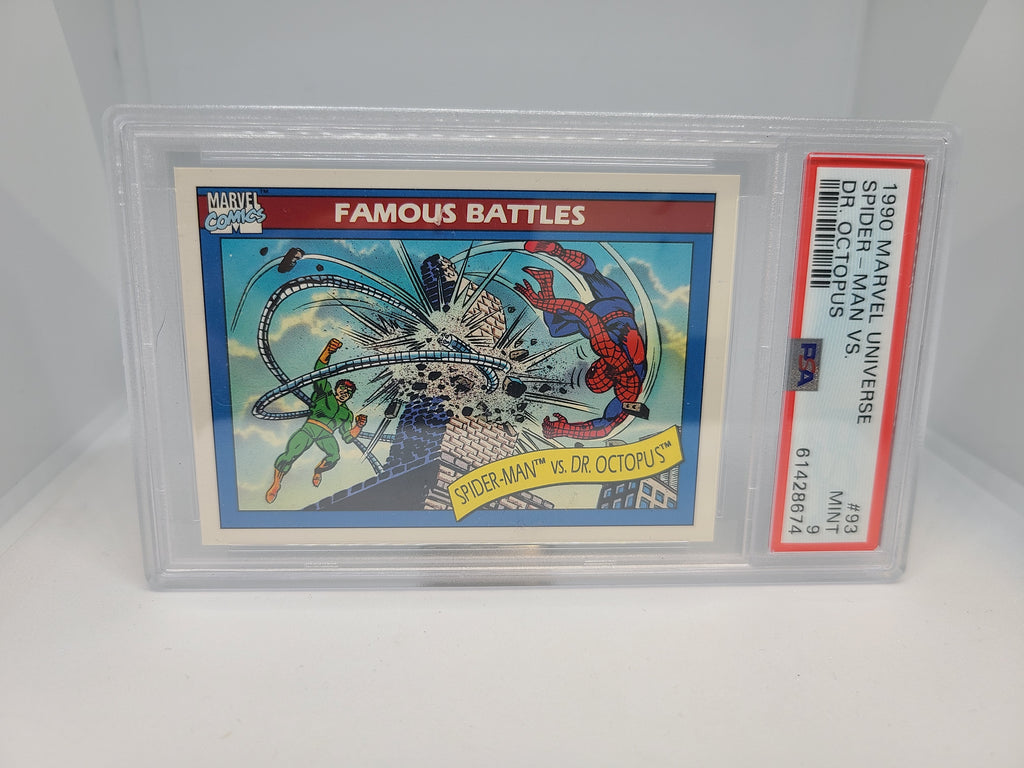 MARVEL
COMICS
™
FAMOUS BATTLES
SPIDER-MAN™ VS. DR. OCTOPUS™
1990 MARVEL UNIVERSE
SPIDER - MAN VS.
DR. OCTOPUS
#93
MINT
9
PSA
61428674